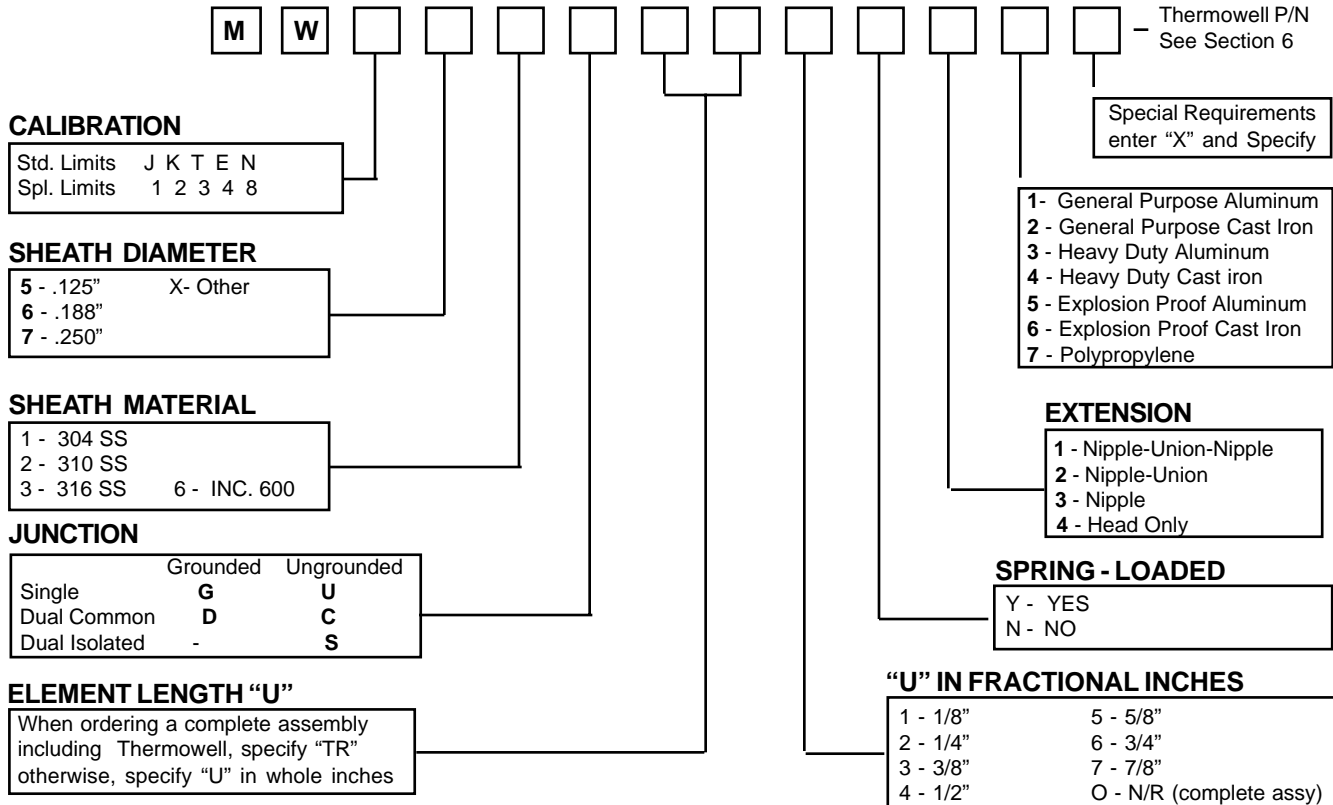 M W – Thermowell P/N
See Section 6
Special Requirements
enter “X” and Specify
CALIBRATION
Std. Limits J K T E N
Spl. Limits 1 2 3 4 8
1- General Purpose Aluminum
2 - General Purpose Cast Iron
3 - Heavy Duty Aluminum
4 - Heavy Duty Cast iron
5 - Explosion Proof Aluminum
6 - Explosion Proof Cast Iron
7 - Polypropylene
SHEATH DIAMETER
5 - .125” X- Other
6 - .188”
7 - .250”
SHEATH MATERIAL
1 - 304 SS
2 - 310 SS
3 - 316 SS 6 - INC. 600
EXTENSION
1 - Nipple-Union-Nipple
2 - Nipple-Union
3 - Nipple
4 - Head Only
JUNCTION
Grounded Ungrounded
Single G U
Dual Common D C
Dual Isolated - S
SPRING - LOADED
Y - YES
N - NO
ELEMENT LENGTH “U”
When ordering a complete assembly
including Thermowell, specify “TR”
otherwise, specify “U” in whole inches
“U” IN FRACTIONAL INCHES
1 - 1/8” 5 - 5/8”
2 - 1/4” 6 - 3/4”
3 - 3/8” 7 - 7/8”
4 - 1/2” O - N/R (complete assy)